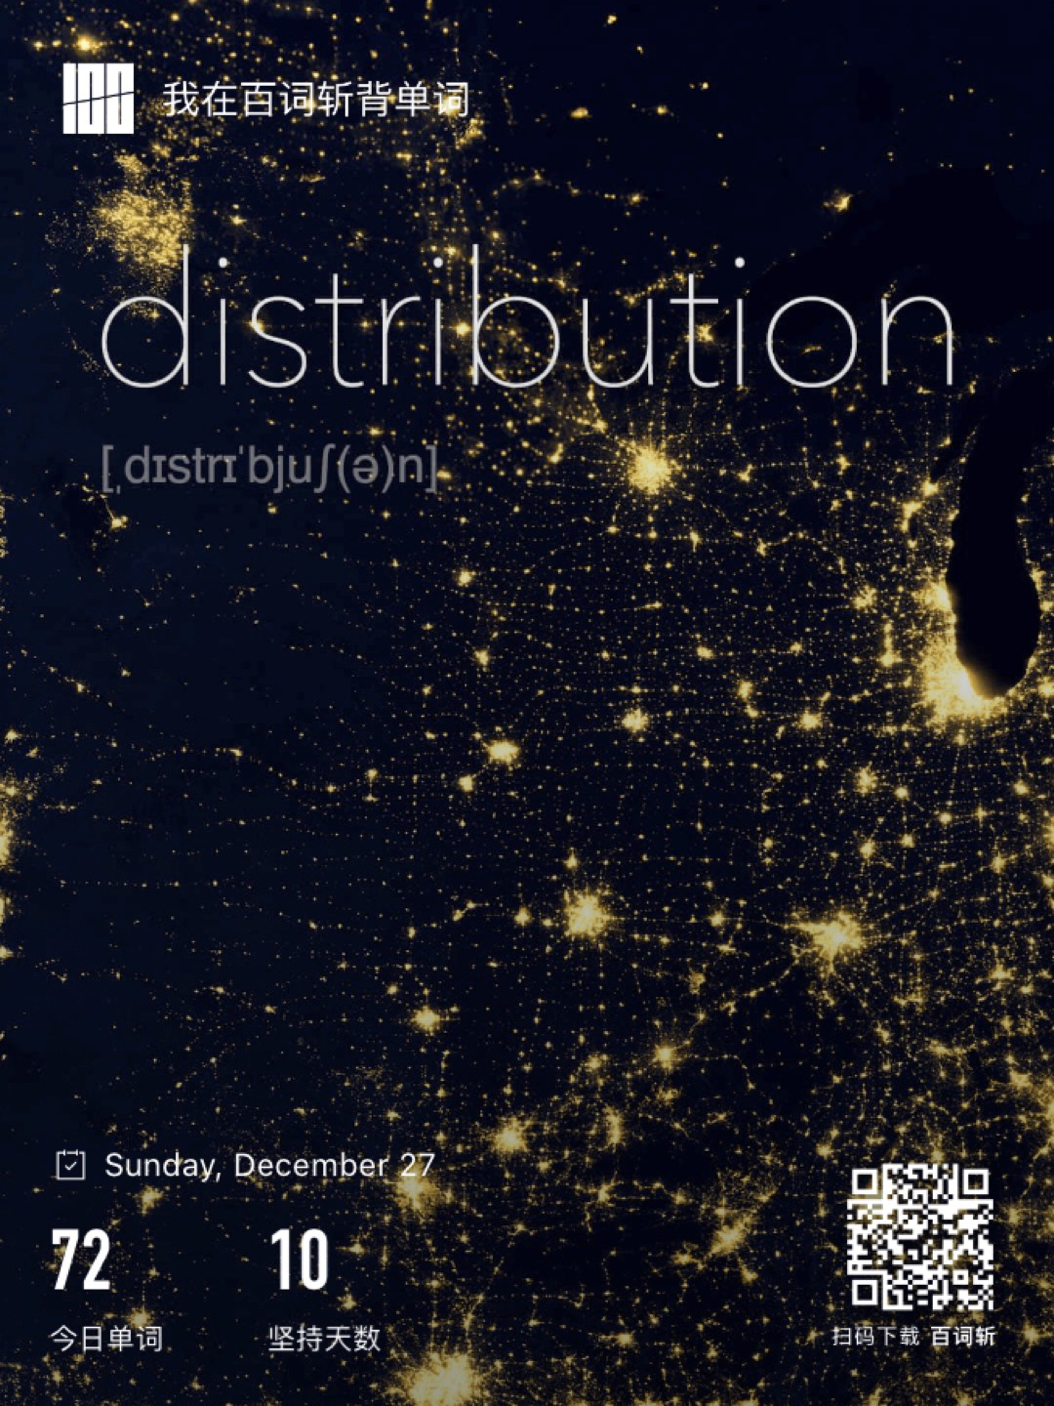 我在百词斩背单词
distribution
[ˌdɪstrɪˈbjuʃ(ə)n]
Sunday, December 27
72
10
今日单词
坚持天数
扫码下载 百词斩